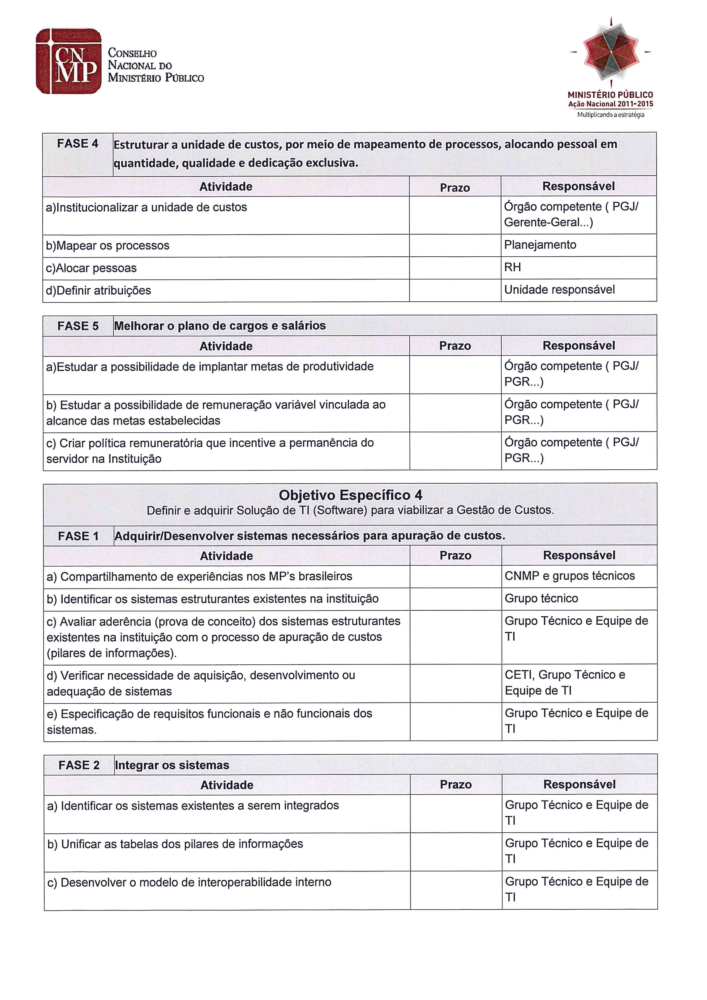 CNMP
CONSELHO
NACIONAL DO
MINISTÉRIO PÚBLICO
MINISTÉRIO PÚBLICO
Ação Nacional 2011-2015
Multiplicando a estratégia
FASE 4 Estruturar a unidade de custos, por meio de mapeamento de processos, alocando pessoal em
quantidade, qualidade e dedicação exclusiva.
Atividade Prazo Responsável
a)Institucionalizar a unidade de custos Órgão competente ( PGJ/
Gerente-Geral...)
b)Mapear os processos Planejamento
c)Alocar pessoas RH
d)Definir atribuições Unidade responsável
FASE 5 Melhorar o plano de cargos e salários
Atividade Prazo Responsável
a)Estudar a possibilidade de implantar metas de produtividade Órgão competente ( PGJ/
PGR...)
b) Estudar a possibilidade de remuneração variável vinculada ao Órgão competente ( PGJ/
alcance das metas estabelecidas PGR...)
c) Criar política remuneratória que incentive a permanência do Órgão competente ( PGJ/
servidor na Instituição PGR...)
Objetivo Específico 4
Definir e adquirir Solução de TI (Software) para viabilizar a Gestão de Custos.
FASE 1 Adquirir/Desenvolver sistemas necessários para apuração de custos.
Atividade Prazo Responsável
a) Compartilhamento de experiências nos MP's brasileiros CNMP e grupos técnicos
b) Identificar os sistemas estruturantes existentes na instituição Grupo técnico
c) Avaliar aderência (prova de conceito) dos sistemas estruturantes Grupo Técnico e Equipe de
existentes na instituição com o processo de apuração de custos TI
(pilares de informações).
d) Verificar necessidade de aquisição, desenvolvimento ou CETI, Grupo Técnico e
adequação de sistemas Equipe de TI
e) Especificação de requisitos funcionais e não funcionais dos Grupo Técnico e Equipe de
sistemas. TI
FASE 2 Integrar os sistemas
Atividade Prazo Responsável
a) Identificar os sistemas existentes a serem integrados Grupo Técnico e Equipe de
TI
b) Unificar as tabelas dos pilares de informações Grupo Técnico e Equipe de
TI
c) Desenvolver o modelo de interoperabilidade interno Grupo Técnico e Equipe de
TI